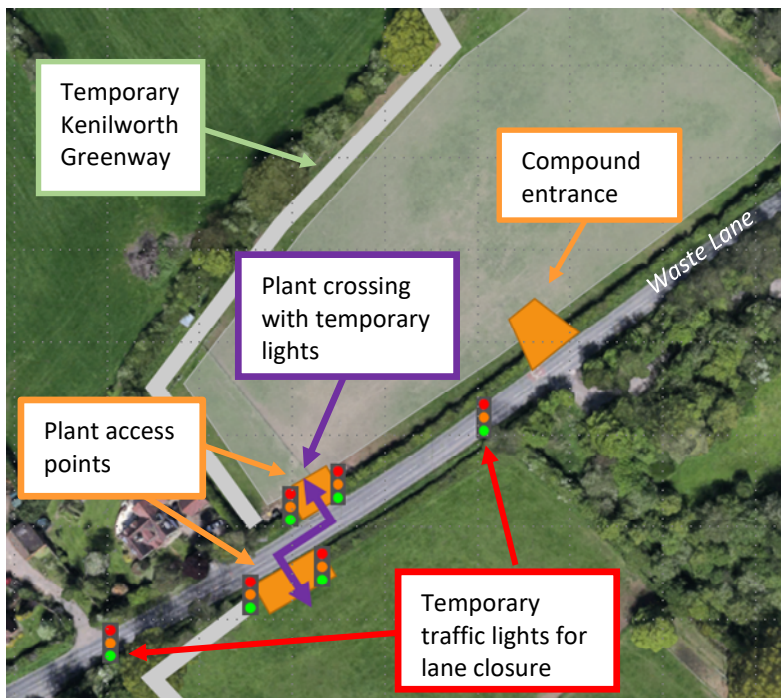 Temporary
Kenilworth
Greenway
Compound
entrance
Waste Lane
Plant crossing
with temporary
lights
Plant access
points
Temporary
traffic lights for
lane closure